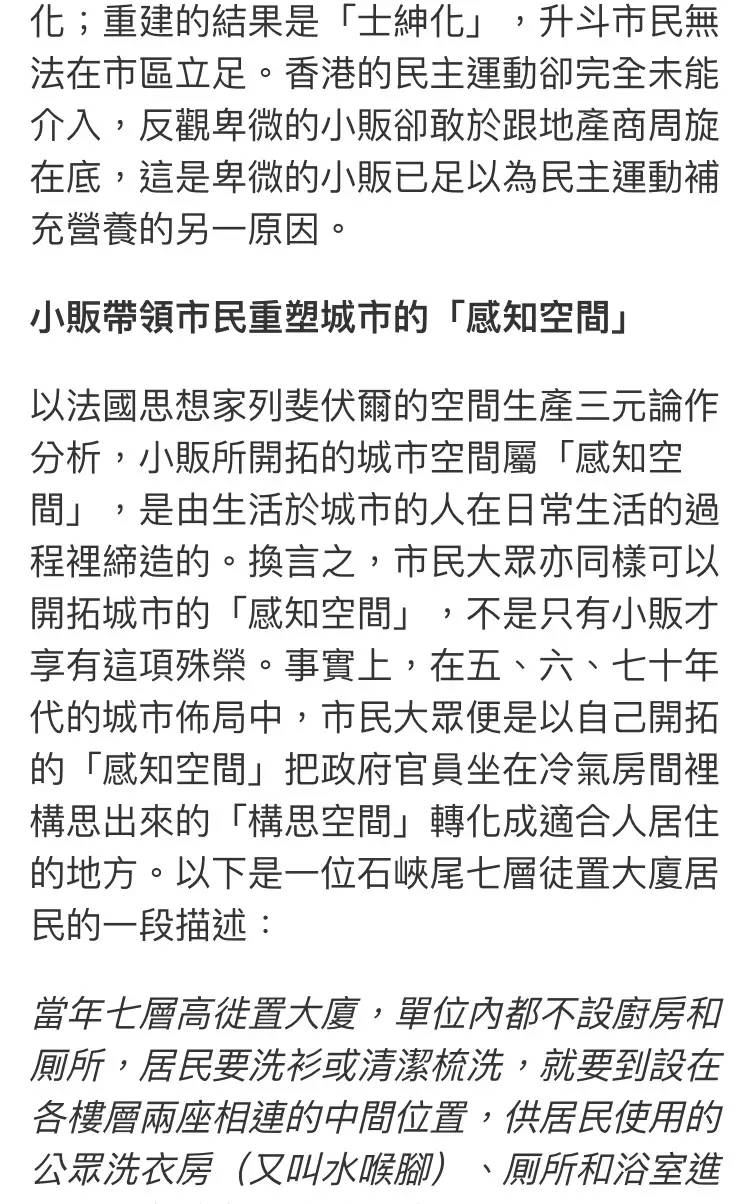 化；重建的結果是「士紳化」，升斗市民無
法在市區立足。香港的民主運動卻完全未能
介入，反觀卑微的小販卻敢於跟地產商周旋
在底，這是卑微的小販已足以為民主運動補
充營養的另一原因。
小販帶領市民重塑城市的「感知空間」
以法國思想家列斐伏爾的空間生產三元論作
分析，小販所開拓的城市空間屬「感知空
間」，是由生活於城市的人在日常生活的過
程裡締造的。換言之，市民大眾亦同樣可以
開拓城市的「感知空間」，不是只有小販才
享有這項殊榮。事實上，在五、六、七十年
代的城市佈局中，市民大眾便是以自己開拓
的「感知空間」把政府官員坐在冷氣房間裡
構思出來的「構思空間」轉化成適合人居住
的地方。以下是一位石峽尾七層徒置大廈居
民的一段描述：
當年七層高徙置大廈，單位內都不設廚房和
厠所，居民要洗衫或清潔梳洗，就要到設在
各樓層兩座相連的中間位置，供居民使用的
公眾洗衣房（又叫水喉腳）、厠所和浴室進